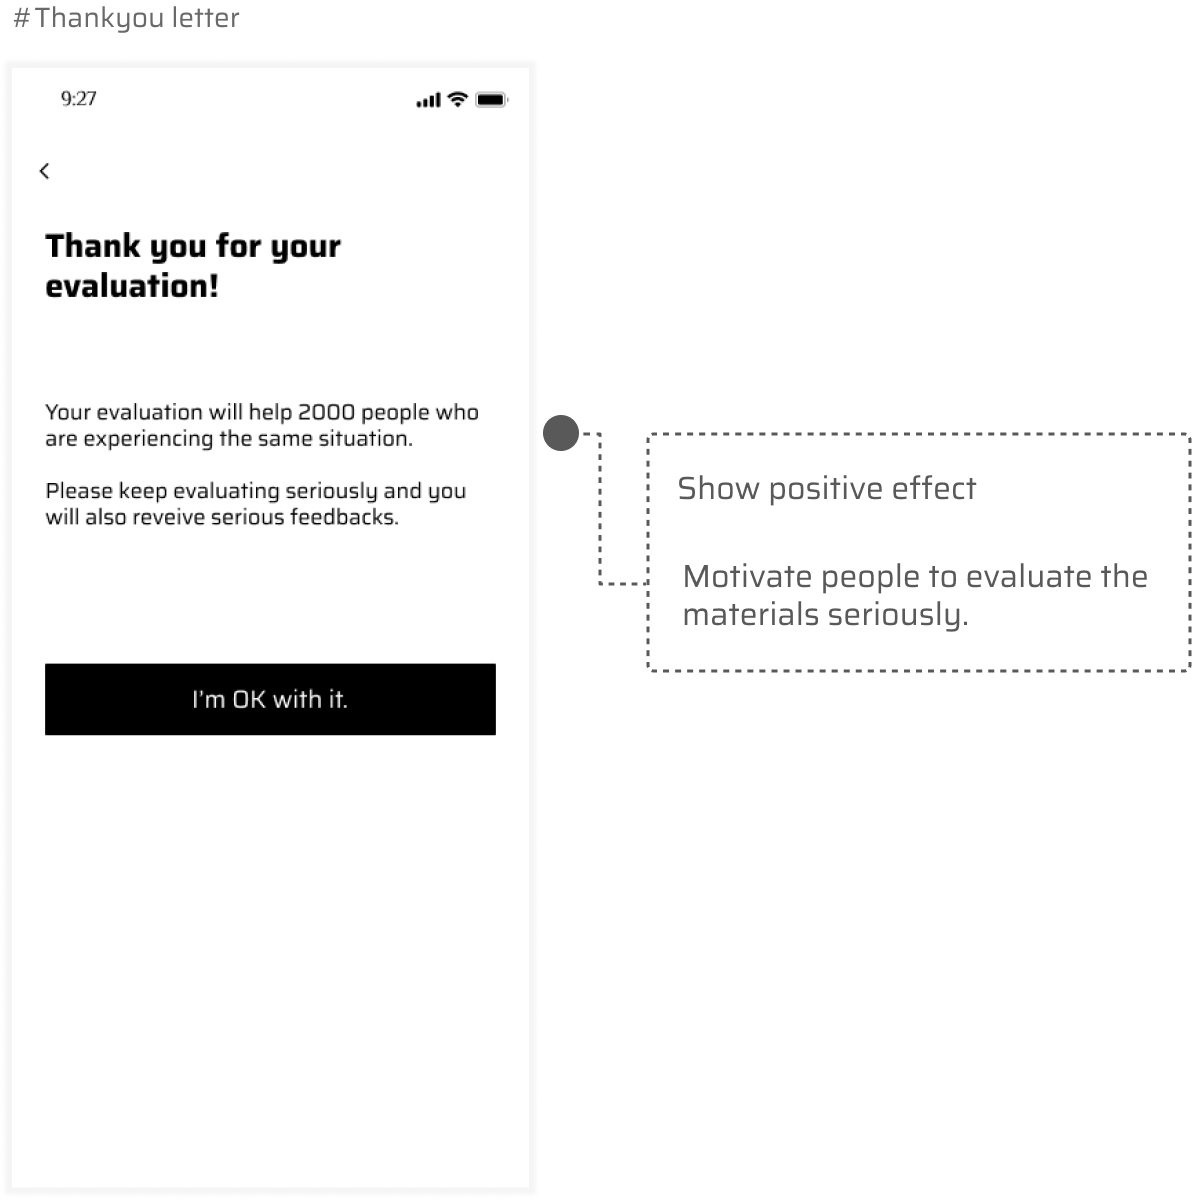 #Thankyou letter
9:27
Thank you for your
evaluation!
Your evaluation will help 2000 people who
are experiencing the same situation.
Please keep evaluating seriously and you
will also reveive serious feedbacks.
I'm OK with it.
Show positive effect
Motivate people to evaluate the
materials seriously.